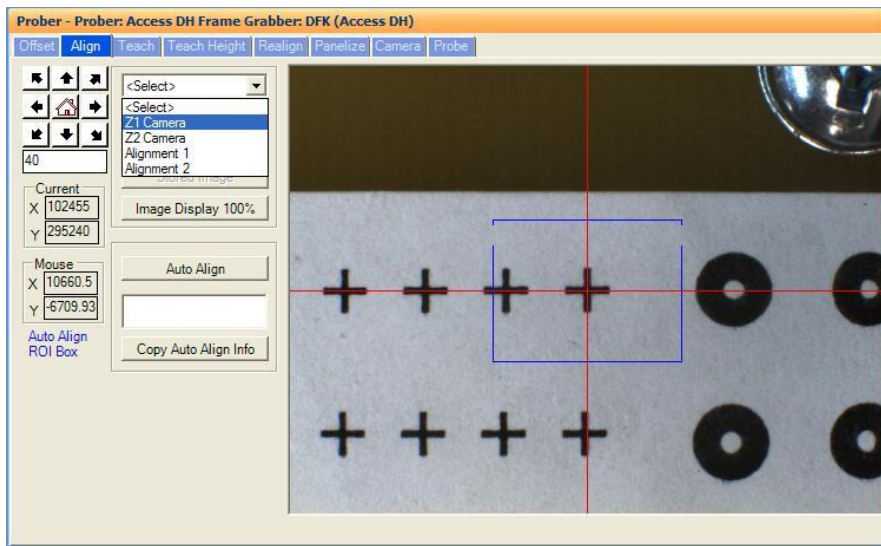 Prober - Prober: Access DH Frame Grabber: DFK (Access DH)
Offset Align Teach Teach Height Realign Panelize Camera Probe
<Select>
<Select>
Z1 Camera
Z2 Camera
Alignment 1
Alignment 2
Stored Image
Image Display 100%
40
Current
X 102455
Y 295240
Mouse
X 10660.5
Y -6709.93
Auto Align
ROI Box
Auto Align
Copy Auto Align Info